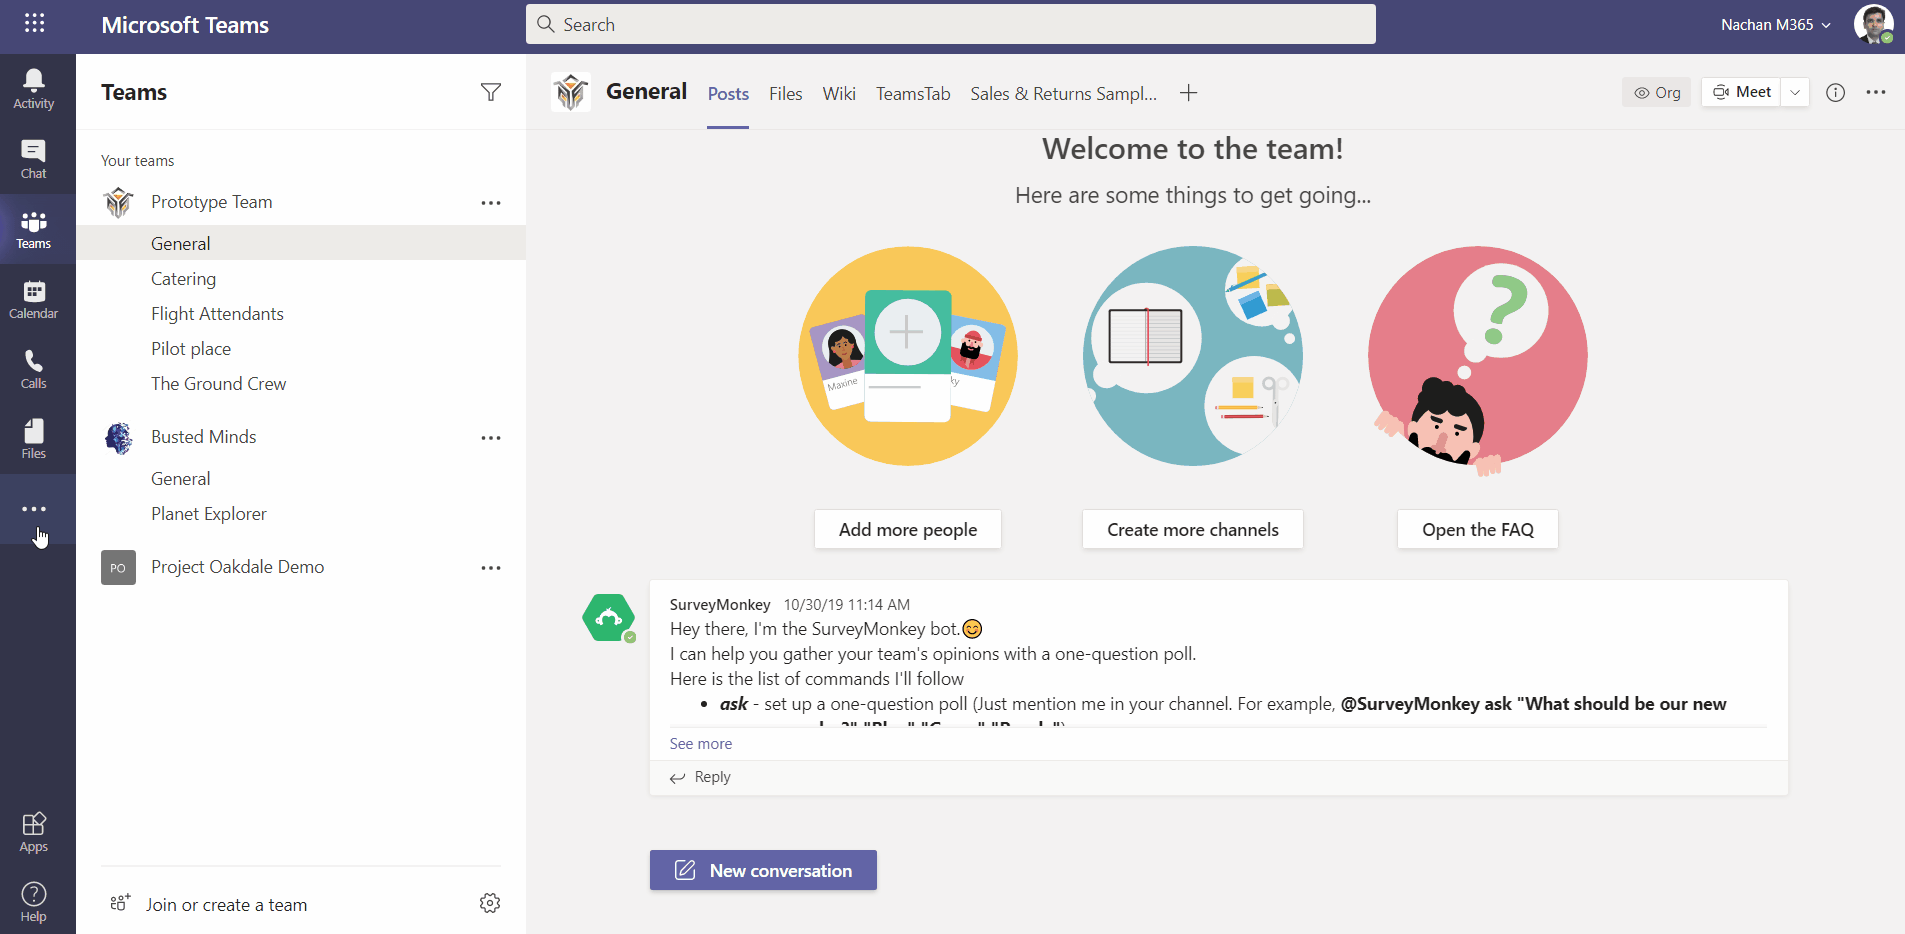 Microsoft Teams
Search
Nachan M365
Activity
Chat
Teams
Calendar
Calls
Files
Apps
Help
Teams
Your teams
Prototype Team
General
Catering
Flight Attendants
Pilot place
The Ground Crew
Busted Minds
General
Planet Explorer
PO Project Oakdale Demo
Join or create a team
General Posts Files Wiki TeamsTab Sales & Returns Sampl...
Org Meet
Welcome to the team!
Here are some things to get going...
Maxine
Add more people Create more channels Open the FAQ
SurveyMonkey 10/30/19 11:14 AM
Hey there, I'm the SurveyMonkey bot.😊
I can help you gather your team's opinions with a one-question poll.
Here is the list of commands I'll follow
• ask - set up a one-question poll (Just mention me in your channel. For example, @SurveyMonkey ask "What should be our new
See more
Reply
New conversation